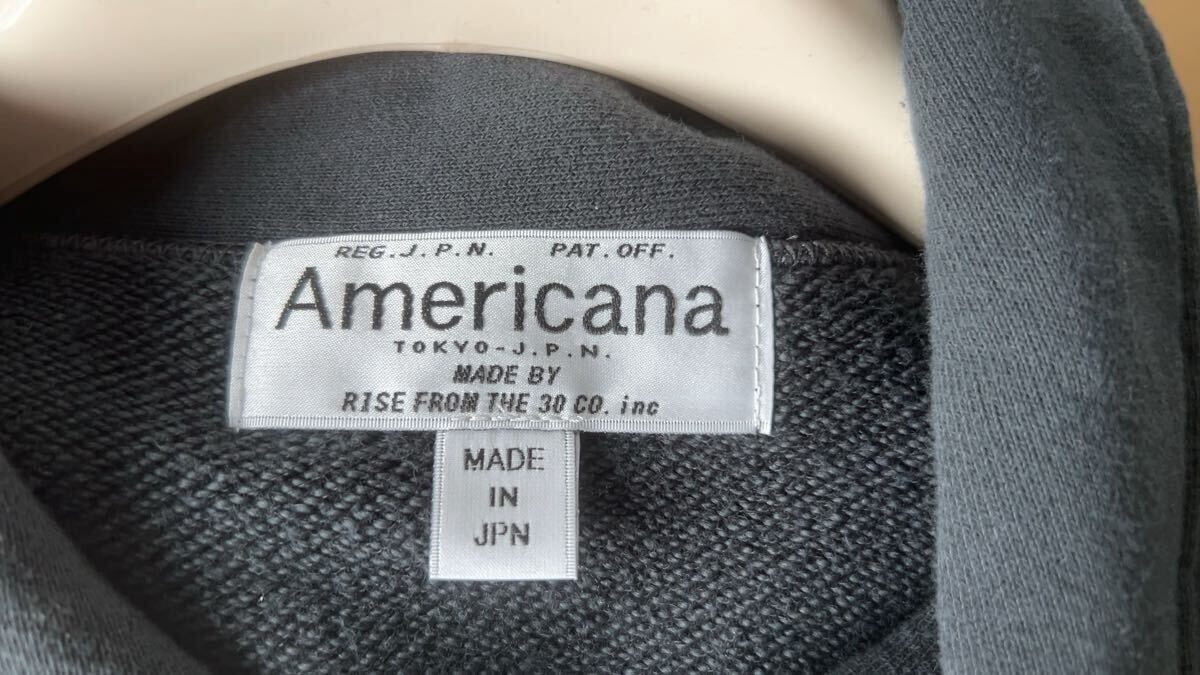 REG.J.P.N. PAT.OFF.
Americana
TOKYO-J.P.N.
MADE BY
RISE FROM THE 30 CO. inc
MADE
IN
JPN